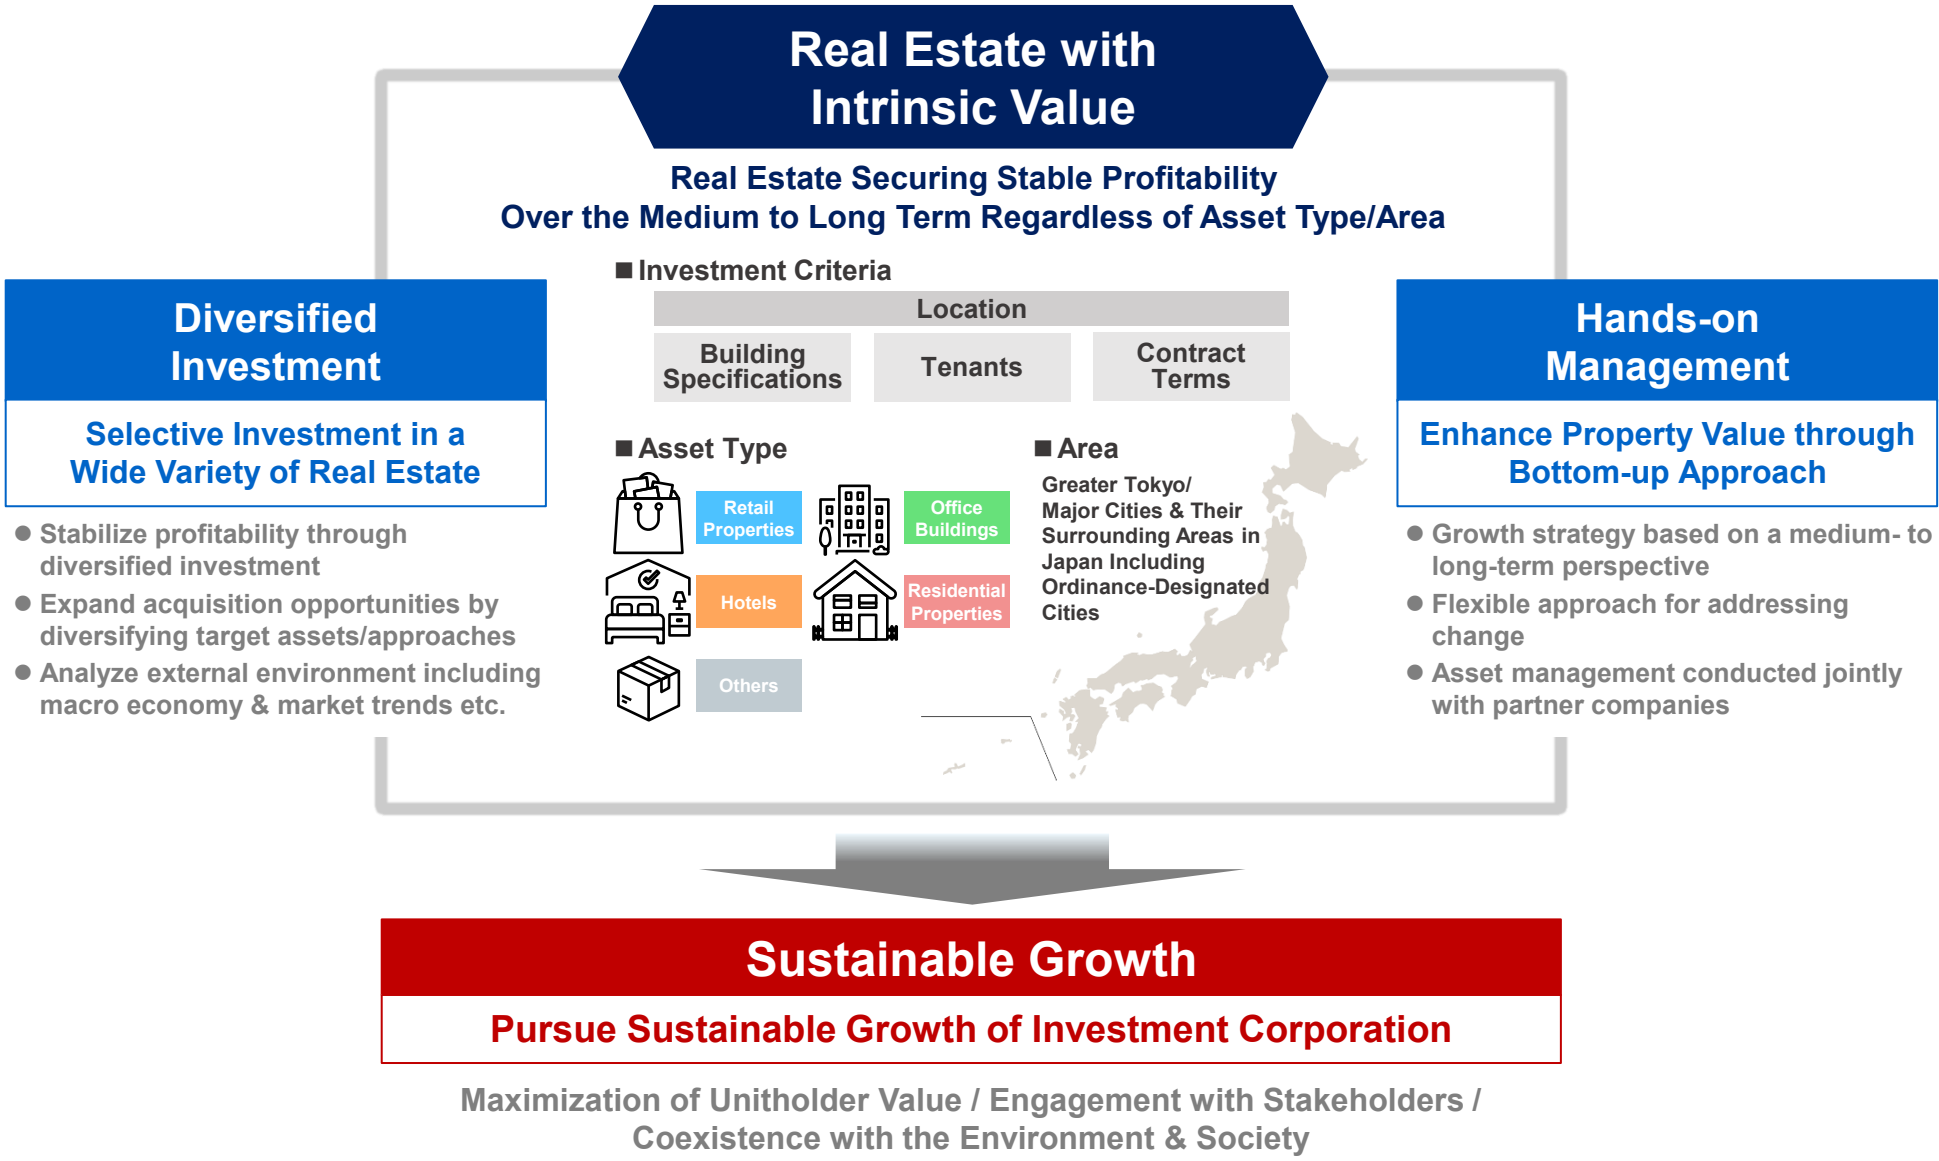 Real Estate with
Intrinsic Value
Real Estate Securing Stable Profitability
Over the Medium to Long Term Regardless of Asset Type/Area
Diversified
Investment
Selective Investment in a
Wide Variety of Real Estate
● Stabilize profitability through
diversified investment
● Expand acquisition opportunities by
diversifying target assets/approaches
● Analyze external environment including
macro economy & market trends etc.
■ Investment Criteria
Location
Building
Specifications
Tenants
Contract
Terms
■ Asset Type
Retail
Properties
Office
Buildings
Hotels
Residential
Properties
Others
■ Area
Greater Tokyo/
Major Cities & Their
Surrounding Areas in
Japan Including
Ordinance-Designated
Cities
Hands-on
Management
Enhance Property Value through
Bottom-up Approach
● Growth strategy based on a medium- to
long-term perspective
● Flexible approach for addressing
change
● Asset management conducted jointly
with partner companies
Sustainable Growth
Pursue Sustainable Growth of Investment Corporation
Maximization of Unitholder Value / Engagement with Stakeholders /
Coexistence with the Environment & Society